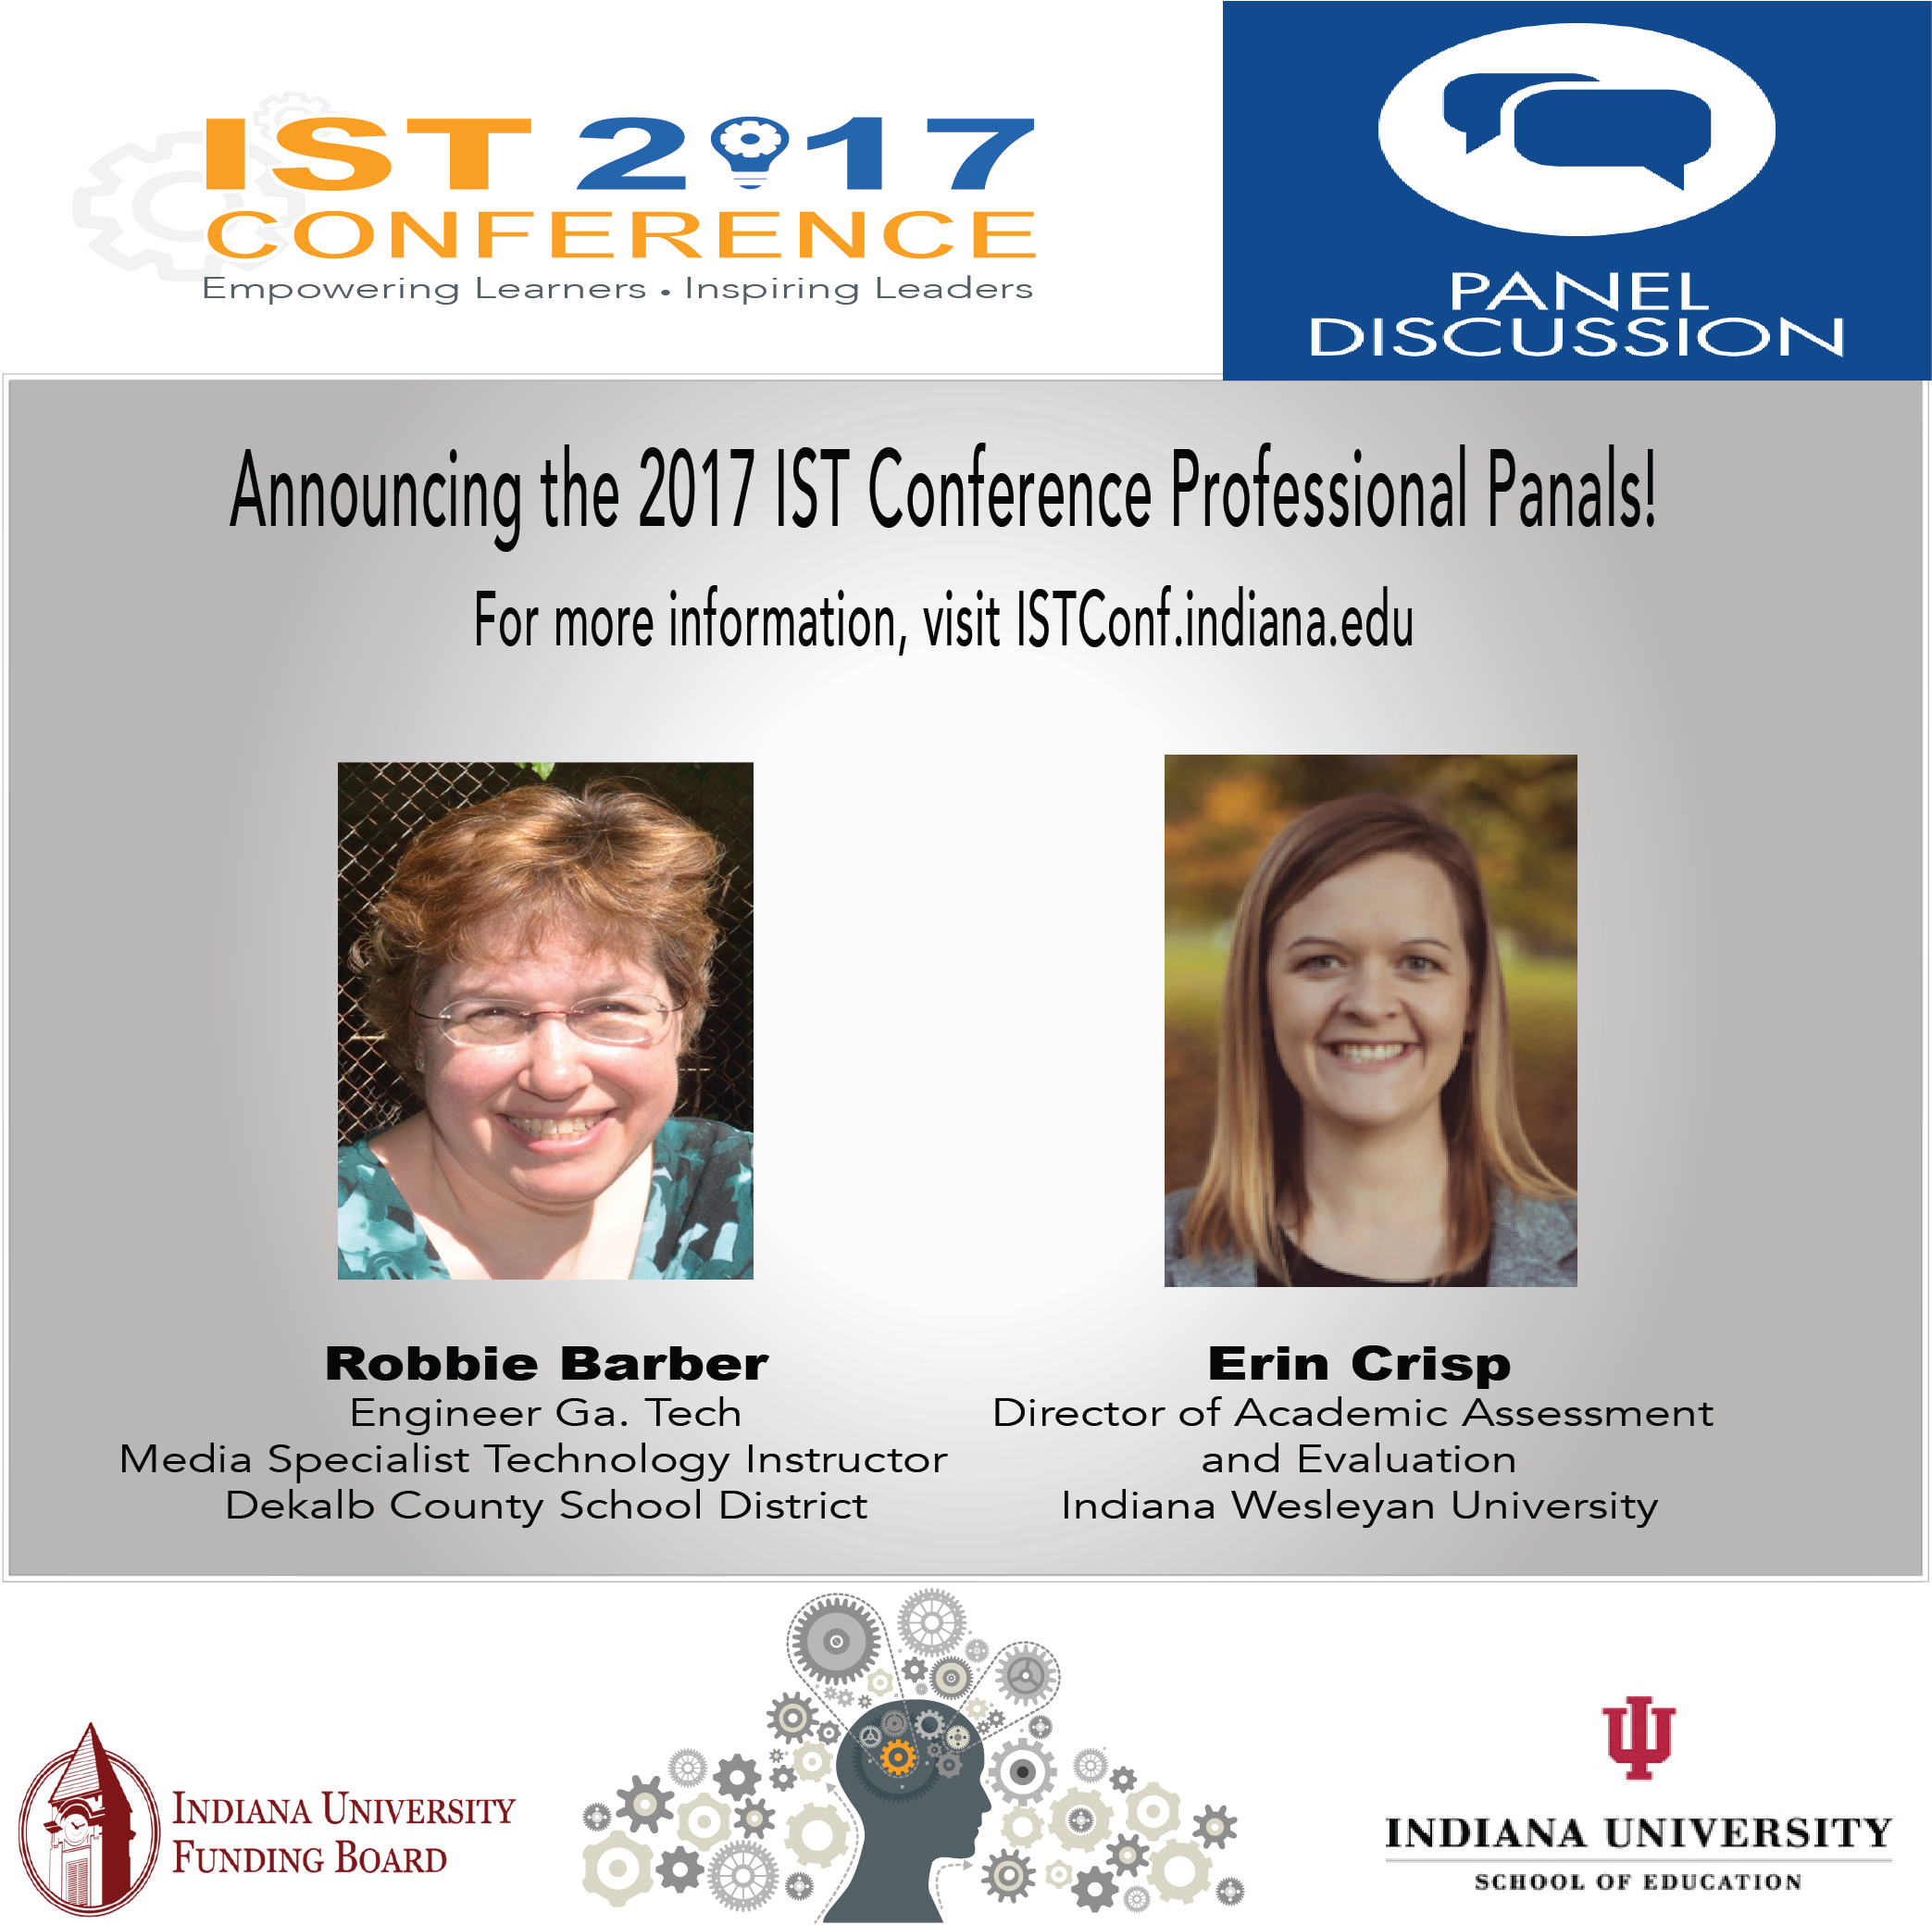 IST 2017
CONFERENCE
Empowering Learners • Inspiring Leaders
PANEL
DISCUSSION
Announcing the 2017 IST Conference Professional Panals!
For more information, visit ISTConf.indiana.edu
Robbie Barber
Engineer Ga. Tech
Media Specialist Technology Instructor
Dekalb County School District
Erin Crisp
Director of Academic Assessment
and Evaluation
Indiana Wesleyan University
INDIANA UNIVERSITY
FUNDING BOARD
INDIANA UNIVERSITY
SCHOOL OF EDUCATION